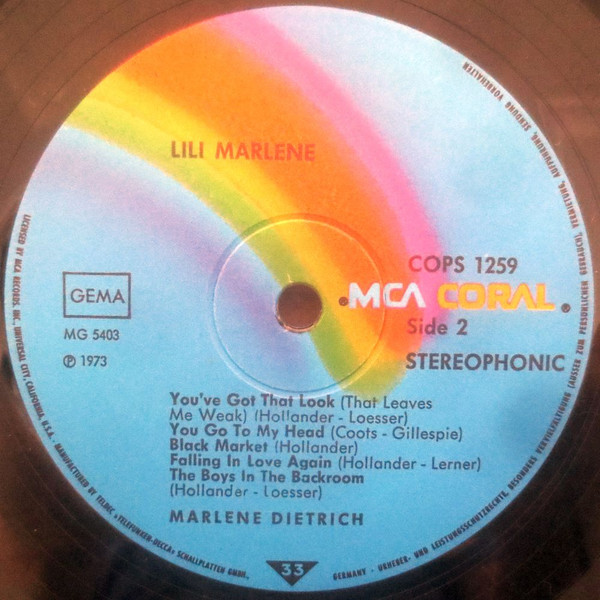 LILI MARLENE
COPS 1259
MCA CORAL®
Side 2
STEREOPHONIC
GEMA
MG 5403
℗ 1973
You've Got That Look (That Leaves
Me Weak) (Hollander - Loesser)
You Go To My Head (Coots - Gillespie)
Black Market (Hollander)
Falling In Love Again (Hollander - Lerner)
The Boys In The Backroom
(Hollander - Loesser)
MARLENE DIETRICH
33
LICENSED BY MCA RECORDS, INC., UNIVERSAL CITY, CALIFORNIA, U.S.A. MANUFACTURED BY TELDEC »TELEFUNKEN-DECCA« SCHALLPLATTEN GMBH.,
GERMANY - URHEBER- UND LEISTUNGSSCHUTZRECHTE, BESONDERS VERVIELFÄLTIGUNG (AUSSER ZUM PERSÖNLICHEN GEBRAUCH), VERMIETUNG, AUFFÜHRUNG, SENDUNG VORBEHALTEN